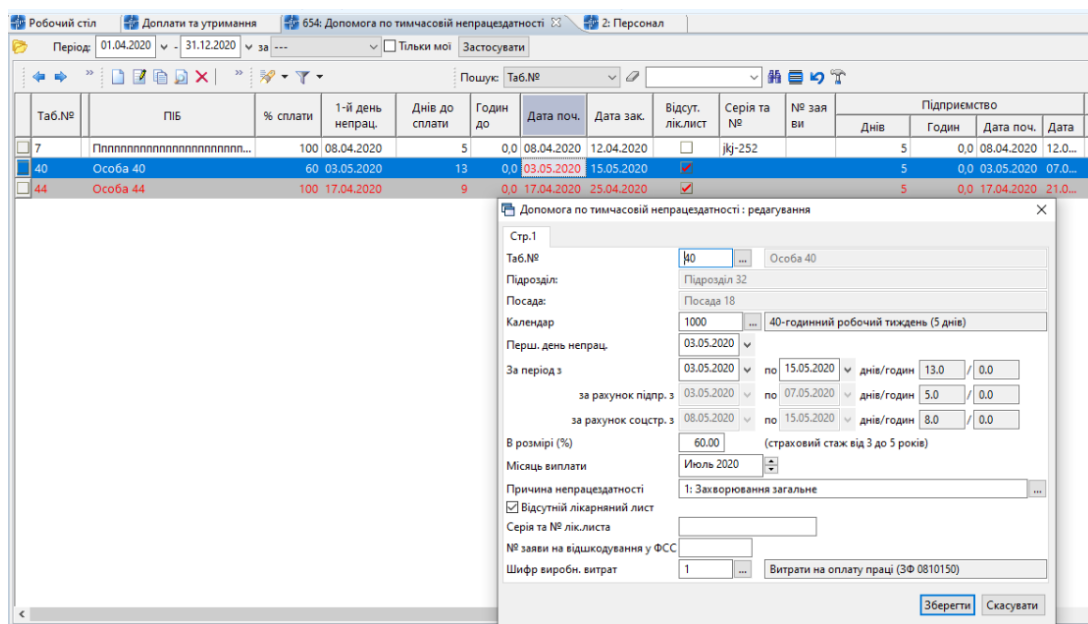 Робочий стіл Доплати та утримання 654: Допомога по тимчасовій непрацездатності 2: Персонал
Період: 01.04.2020 - 31.12.2020 за --- Тільки мої Застосувати
» » Пошук: Таб.№
Підприємство
Таб.№ ПІБ % сплати 1-й день непрац. Днів до сплати Годин до Дата поч. Дата зак. Відсут. лік.лист Серія та № № зая ви Днів Годин Дата поч. Дата
7 Пппппппппппппппппппппп... 100 08.04.2020 5 0,0 08.04.2020 12.04.2020 jkj-252 5 0,0 08.04.2020 12.0...
40 Особа 40 60 03.05.2020 13 0,0 03.05.2020 15.05.2020 5 0,0 03.05.2020 07.0...
44 Особа 44 100 17.04.2020 9 0,0 17.04.2020 25.04.2020 5 0,0 17.04.2020 21.0...
Допомога по тимчасовій непрацездатності : редагування
Стр.1
Таб.№ 40 ... Особа 40
Підрозділ: Підрозділ 32
Посада: Посада 18
Календар 1000 ... 40-годинний робочий тиждень (5 днів)
Перш. день непрац. 03.05.2020
За період з 03.05.2020 по 15.05.2020 днів/годин 13.0 / 0.0
за рахунок підпр. з 03.05.2020 по 07.05.2020 днів/годин 5.0 / 0.0
за рахунок соцстр. з 08.05.2020 по 15.05.2020 днів/годин 8.0 / 0.0
В розмірі (%) 60.00 (страховий стаж від 3 до 5 років)
Місяць виплати Июль 2020
Причина непрацездатності 1: Захворювання загальне ...
Відсутній лікарняний лист
Серія та № лік.листа
№ заяви на відшкодування у ФСС
Шифр виробн. витрат 1 ... Витрати на оплату праці (ЗФ 0810150)
Зберегти Скасувати